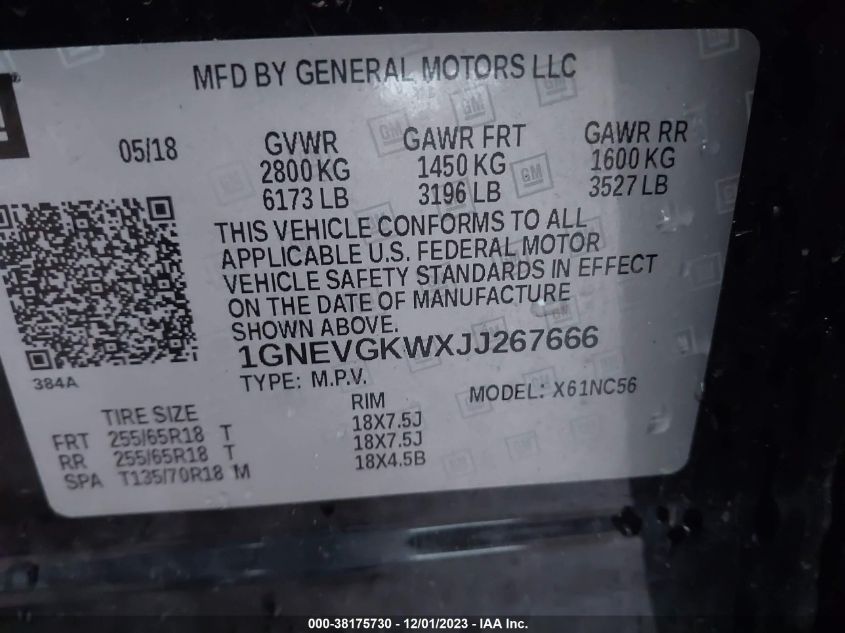 MFD BY GENERAL MOTORS LLC
05/18 GVWR GAWR FRT GAWR RR
2800 KG 1450 KG 1600 KG
6173 LB 3196 LB 3527 LB
THIS VEHICLE CONFORMS TO ALL
APPLICABLE U.S. FEDERAL MOTOR
VEHICLE SAFETY STANDARDS IN EFFECT
ON THE DATE OF MANUFACTURE
SHOWN ABOVE.
1GNEVGKWXJJ267666
384A
TYPE: M.P.V. MODEL: X61NC56
TIRE SIZE RIM
FRT 255/65R18 T 18X7.5J
RR 255/65R18 T 18X7.5J
SPA T135/70R18 M 18X4.5B
000-38175730 - 12/01/2023 - IAA Inc.